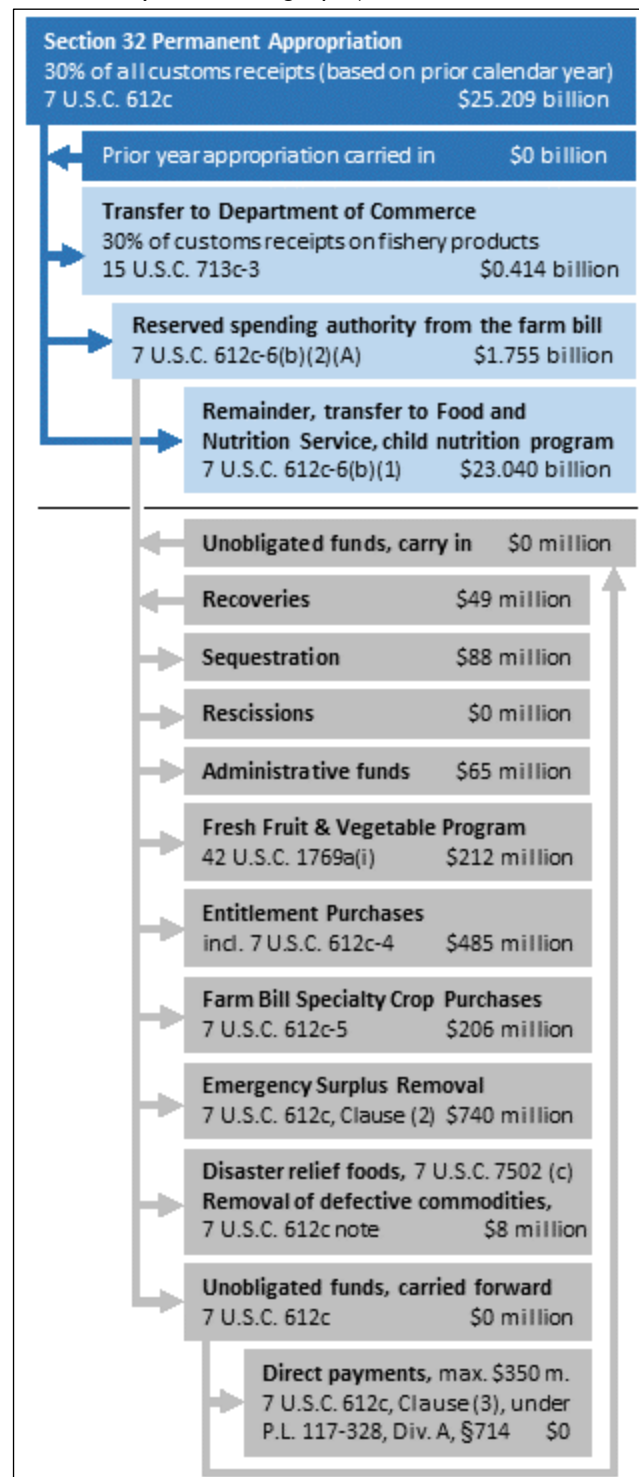 Section 32 Permanent Appropriation
30% of all customs receipts (based on prior calendar year)
7 U.S.C. 612c $25.209 billion
Prior year appropriation carried in $0 billion
Transfer to Department of Commerce
30% of customs receipts on fishery products
15 U.S.C. 713c-3 $0.414 billion
Reserved spending authority from the farm bill
7 U.S.C. 612c-6(b)(2)(A) $1.755 billion
Remainder, transfer to Food and
Nutrition Service, child nutrition program
7 U.S.C. 612c-6(b)(1) $23.040 billion
Unobligated funds, carry in $0 million
Recoveries $49 million
Sequestration $88 million
Rescissions $0 million
Administrative funds $65 million
Fresh Fruit & Vegetable Program
42 U.S.C. 1769a(i) $212 million
Entitlement Purchases
incl. 7 U.S.C. 612c-4 $485 million
Farm Bill Specialty Crop Purchases
7 U.S.C. 612c-5 $206 million
Emergency Surplus Removal
7 U.S.C. 612c, Clause (2) $740 million
Disaster relief foods, 7 U.S.C. 7502 (c)
Removal of defective commodities,
7 U.S.C. 612c note $8 million
Unobligated funds, carried forward
7 U.S.C. 612c $0 million
Direct payments, max. $350 m.
7 U.S.C. 612c, Clause (3), under
P.L. 117-328, Div. A, §714 $0